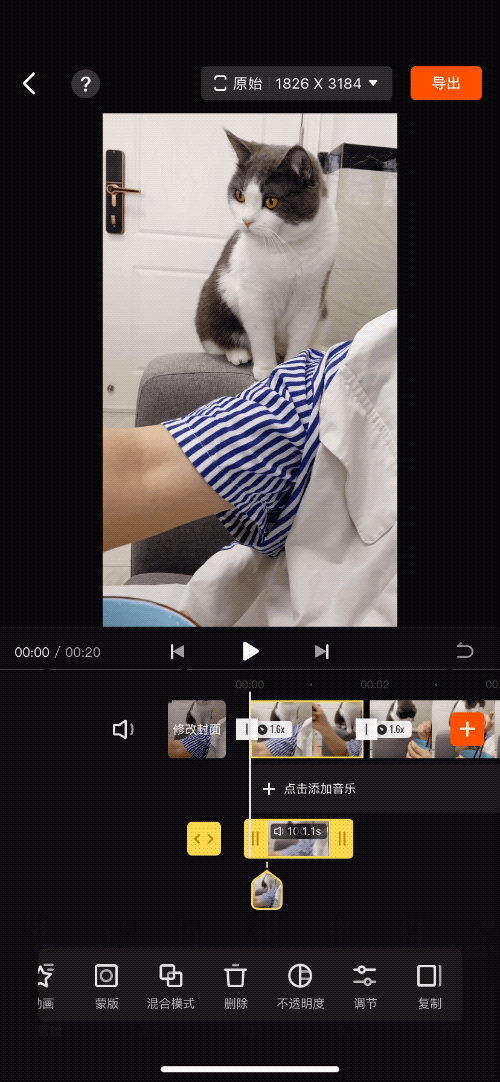 ? 原始 1826 X 3184 导出
00:00 / 00:20
00:00 00:02
修改封面 1.6x 1.6x
点击添加音乐
1.1s
动画 蒙版 混合模式 删除 不透明度 调节 复制